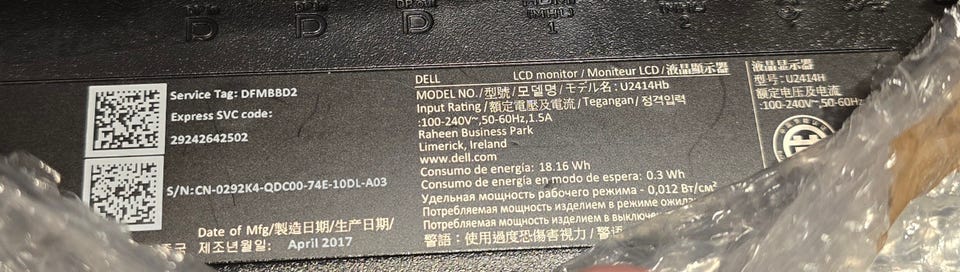 DP
DP
HDMI
(MHL)
1
2
Service Tag: DFMBBD2
Express SVC code:
29242642502
S/N: CN-0292K4-QDC00-74E-10DL-A03
Date of Mfg/製造日期/生产日期/
제조년월일: April 2017
DELL LCD monitor / Moniteur LCD / 液晶顯示器
MODEL NO. / 型號 / 모델명 / モデル名 : U2414Hb
Input Rating / 額定電壓及電流 / Tegangan / 정격입력
:100-240V~,50-60Hz,1.5A
Raheen Business Park
Limerick, Ireland
www.dell.com
Consumo de energía: 18.16 Wh
Consumo de energía en modo de espera: 0.3 Wh
Удельная мощность рабочего режима - 0,012 Вт/см²
Потребляемая мощность изделием в режиме
Потребляемая мощность изделием в
警語 : 使用過度恐傷害視力 /
液晶显示器
型号: U2414H
额定电压及电流:
:100-240V~,50-60